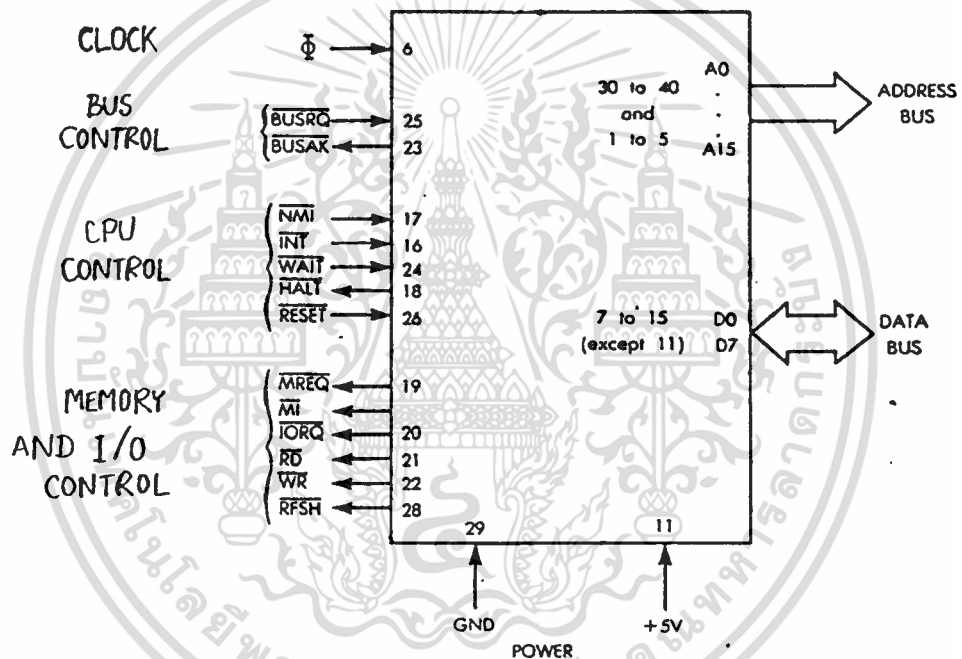 CLOCK Φ 6
BUS CONTROL
BUSRQ 25
BUSAK 23
CPU CONTROL
NMI 17
INT 16
WAIT 24
HALT 18
RESET 26
MEMORY AND I/O CONTROL
MREQ 19
MI
IORQ 20
RD 21
WR 22
RFSH 28
30 to 40
and
1 to 5
A0
.
.
A15
ADDRESS
BUS
7 to 15
(except 11)
D0
D7
DATA
BUS
29
11
GND
+5V
POWER